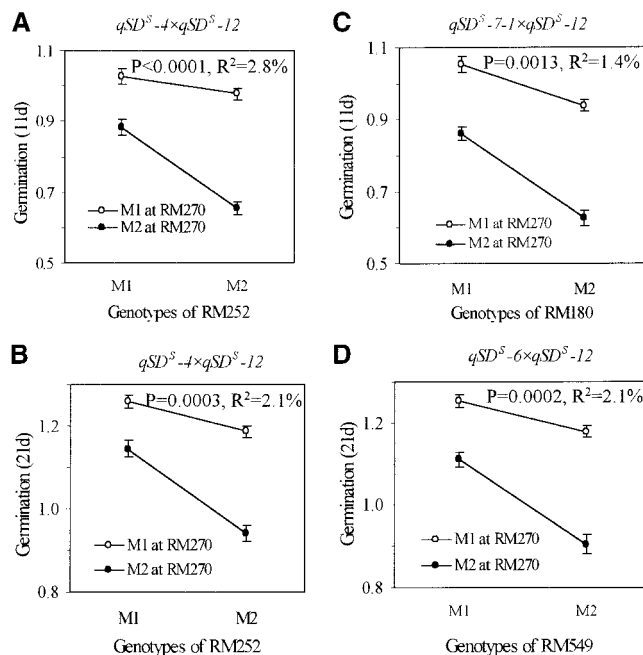 A
qSD^S-4×qSD^S-12
P<0.0001, R²=2.8%
Germination (11d)
1.1
0.9
0.7
0.5
M1 at RM270
M2 at RM270
M1
M2
Genotypes of RM252
C
qSD^S-7-1×qSD^S-12
P=0.0013, R²=1.4%
Germination (11d)
1.1
0.9
0.7
0.5
M1 at RM270
M2 at RM270
M1
M2
Genotypes of RM180
B
qSD^S-4×qSD^S-12
P=0.0003, R²=2.1%
Germination (21d)
1.2
1.0
0.8
M1 at RM270
M2 at RM270
M1
M2
Genotypes of RM252
D
qSD^S-6×qSD^S-12
P=0.0002, R²=2.1%
Germination (21d)
1.2
1.0
0.8
M1 at RM270
M2 at RM270
M1
M2
Genotypes of RM549